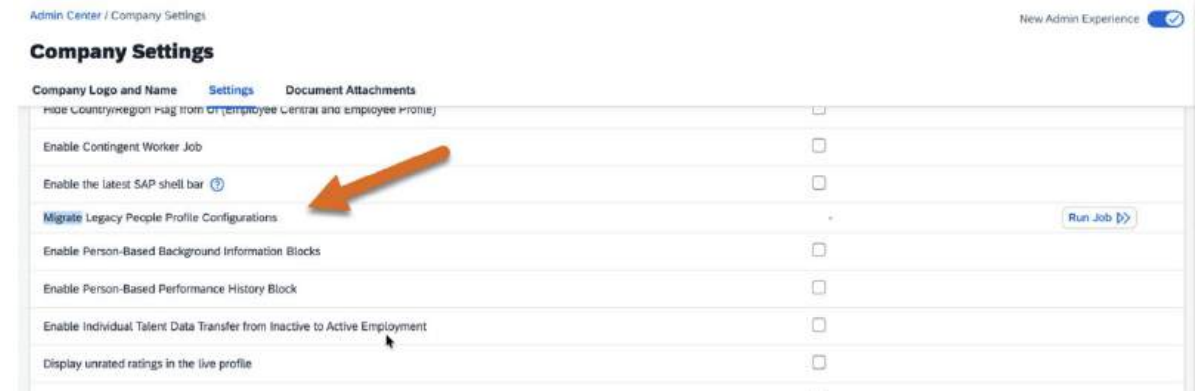 Admin Center / Company Settings
New Admin Experience
Company Settings
Company Logo and Name Settings Document Attachments
Hide Country/Region Flag from UI (Employee Central and Employee Profile)
Enable Contingent Worker Job
Enable the latest SAP shell bar
Migrate Legacy People Profile Configurations - Run Job
Enable Person-Based Background Information Blocks
Enable Person-Based Performance History Block
Enable Individual Talent Data Transfer from Inactive to Active Employment
Display unrated ratings in the live profile